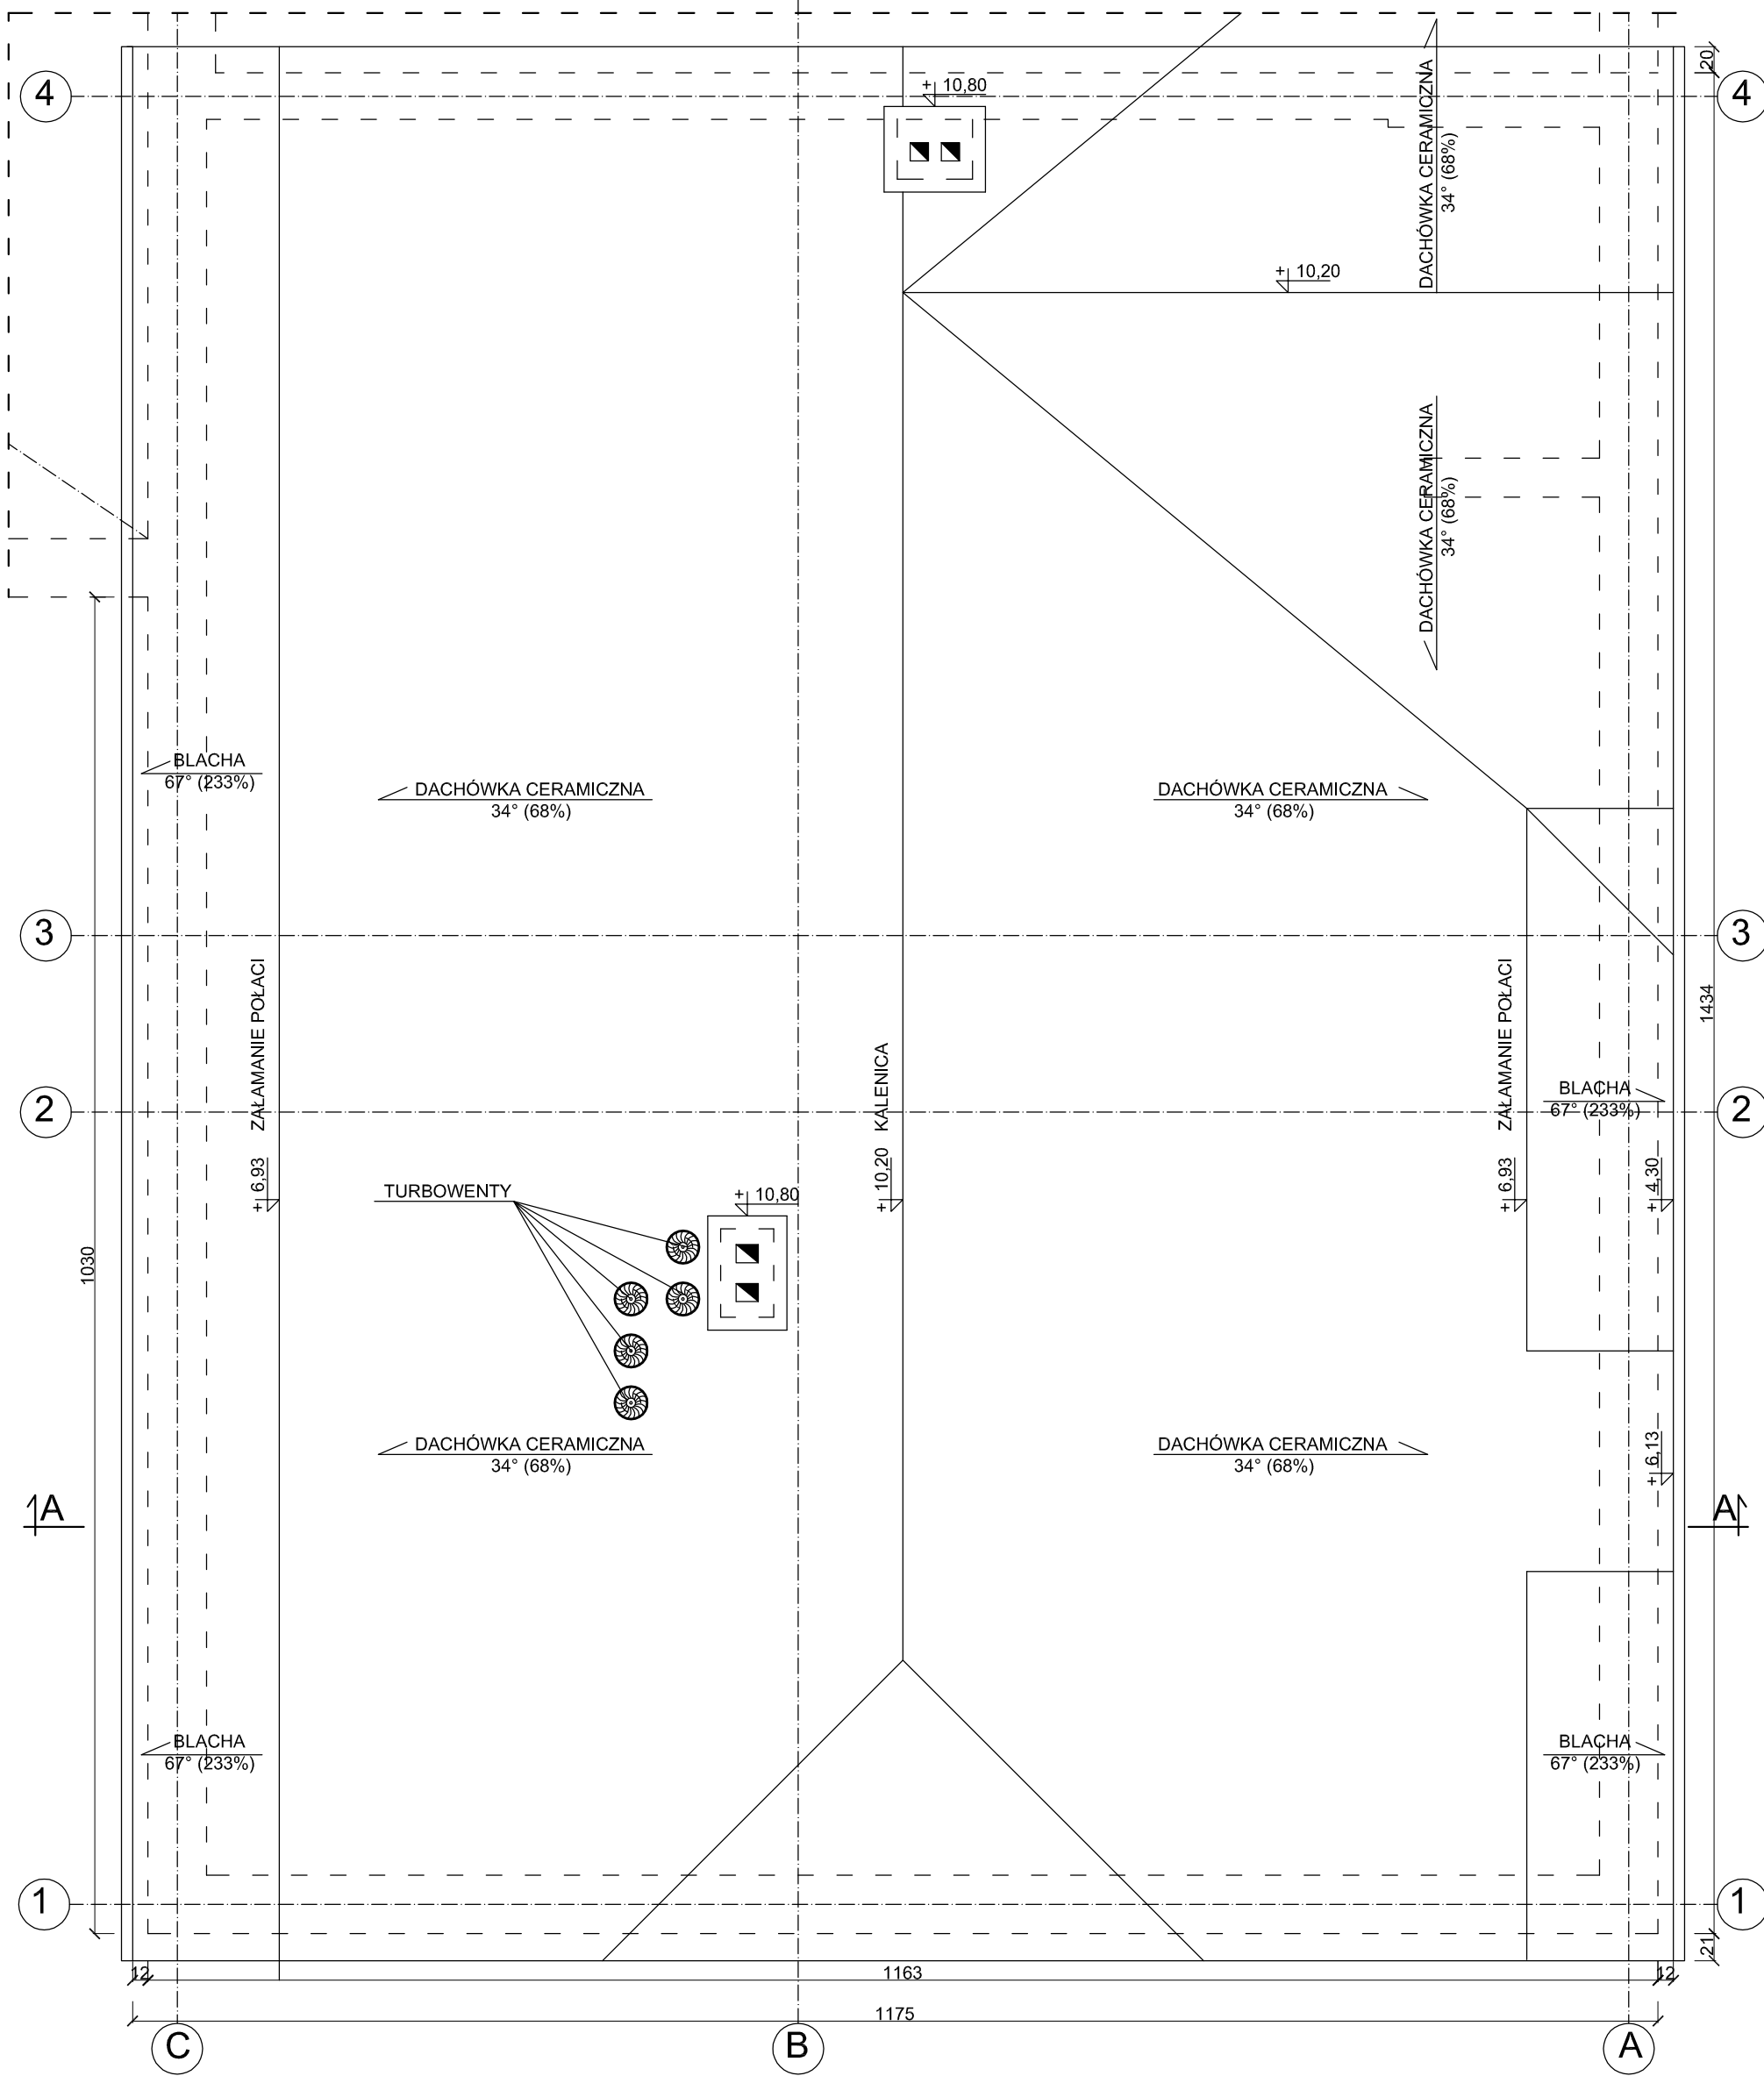 20
4
+ 10,80
4
DACHÓWKA CERAMICZNA
34° (68%)
+ 10,20
DACHÓWKA CERAMICZNA
34° (68%)
BLACHA
67° (233%)
DACHÓWKA CERAMICZNA
34° (68%)
DACHÓWKA CERAMICZNA
34° (68%)
3
3
ZAŁAMANIE POŁACI
KALENICA
ZAŁAMANIE POŁACI
1434
BLACHA
67° (233%)
2
2
+ 6,93
TURBOWENTY
+ 10,80
+ 10,20
+ 6,93
+ 4,30
1030
DACHÓWKA CERAMICZNA
34° (68%)
DACHÓWKA CERAMICZNA
34° (68%)
+ 6,13
A
A
BLACHA
67° (233%)
BLACHA
67° (233%)
1
1
21
12
1163
12
1175
C
B
A